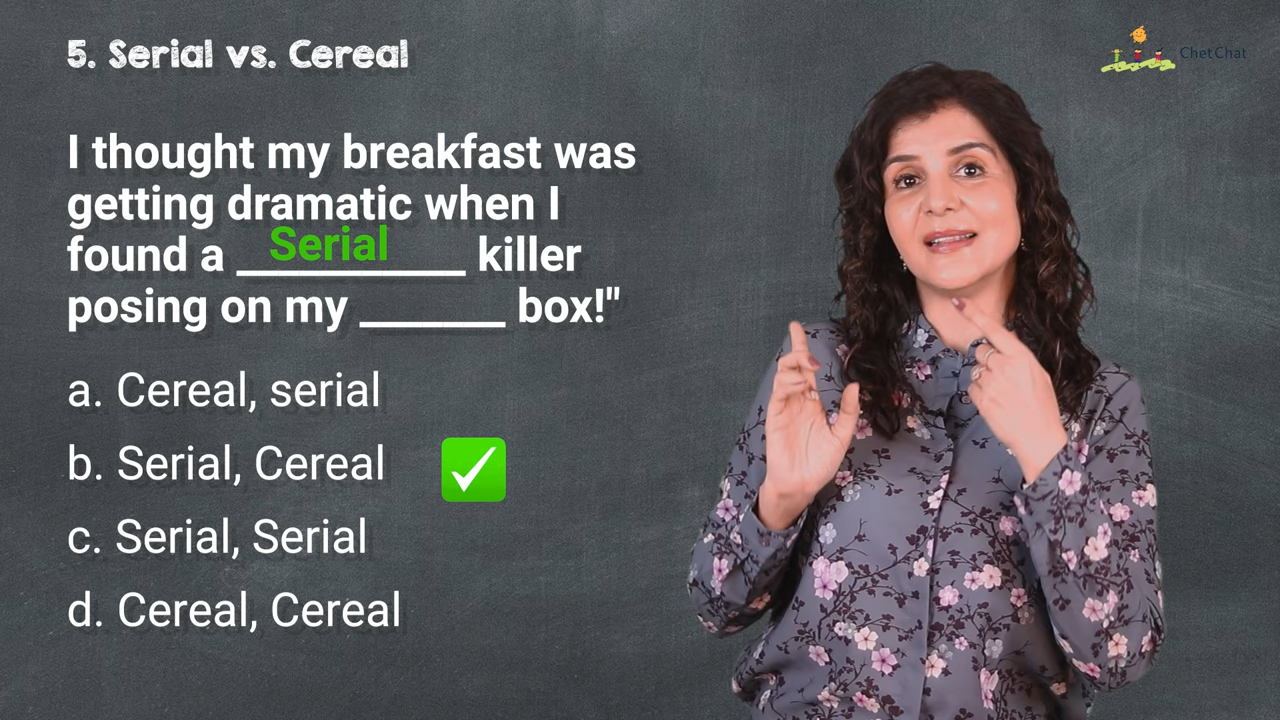 5. Serial vs. Cereal
ChetChat
I thought my breakfast was
getting dramatic when I
found a Serial killer
posing on my ______ box!"
a. Cereal, serial
b. Serial, Cereal
c. Serial, Serial
d. Cereal, Cereal